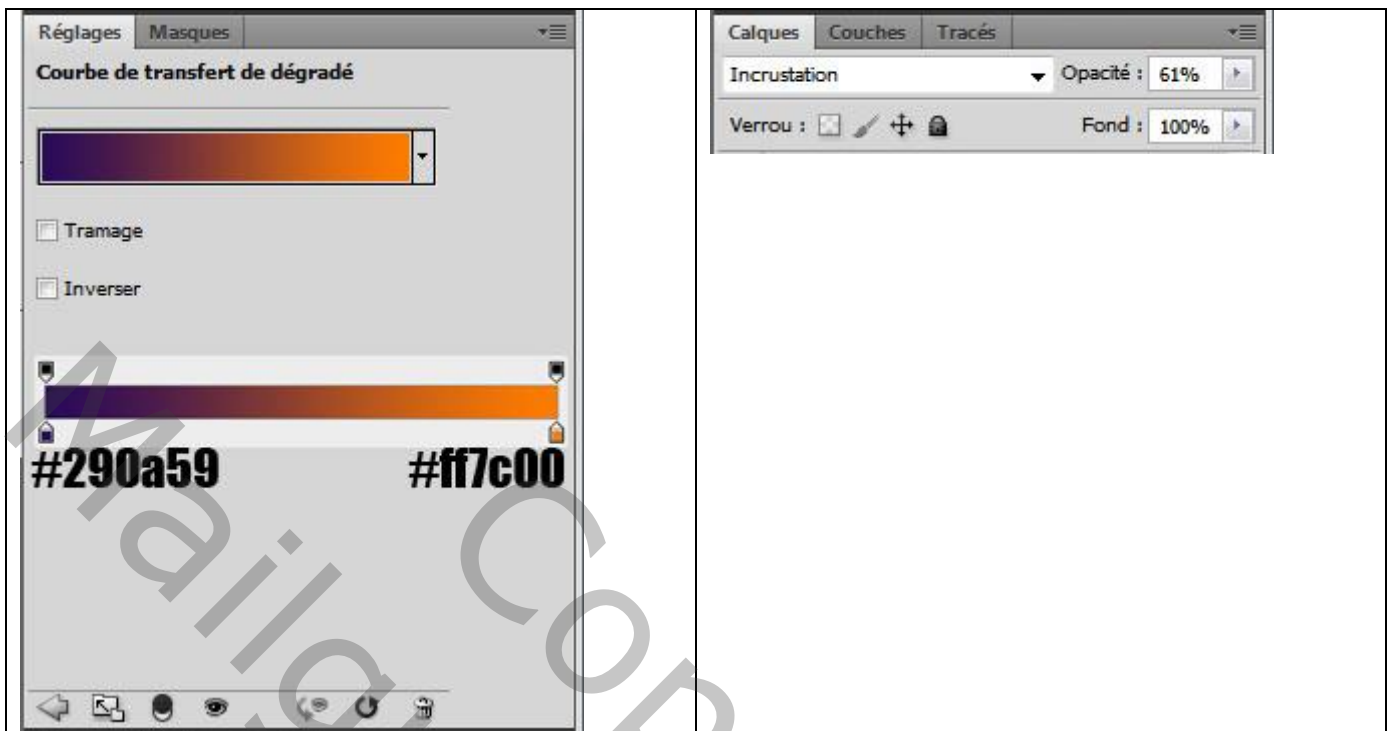 Réglages Masques
Courbe de transfert de dégradé
Tramage
Inverser
#290a59 #ff7c00
Calques Couches Tracés
Incrustation Opacité : 61%
Verrou : Fond : 100%